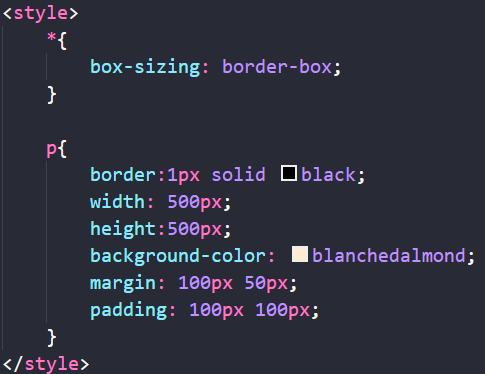 <style>
*{
box-sizing: border-box;
}
p{
border:1px solid black;
width: 500px;
height:500px;
background-color: blanchedalmond;
margin: 100px 50px;
padding: 100px 100px;
}
</style>